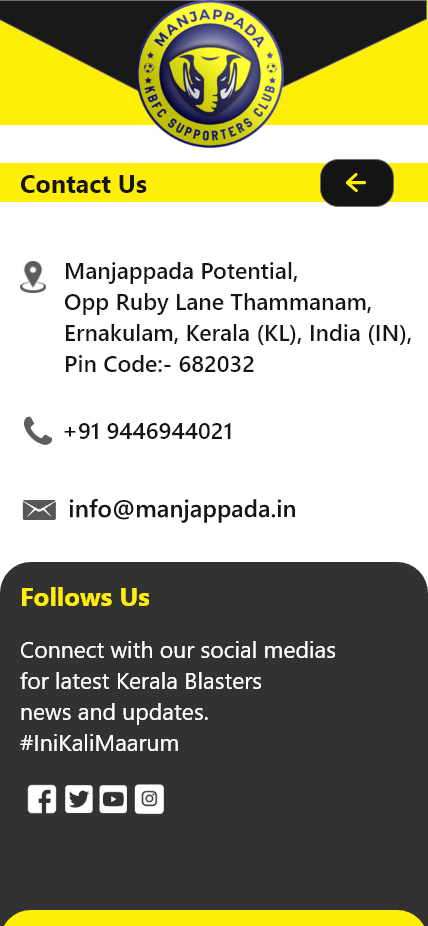 MANJAPPADA
KBFC SUPPORTERS CLUB
Contact Us
Manjappada Potential,
Opp Ruby Lane Thammanam,
Ernakulam, Kerala (KL), India (IN),
Pin Code:- 682032
+91 9446944021
info@manjappada.in
Follows Us
Connect with our social medias
for latest Kerala Blasters
news and updates.
#IniKaliMaarum